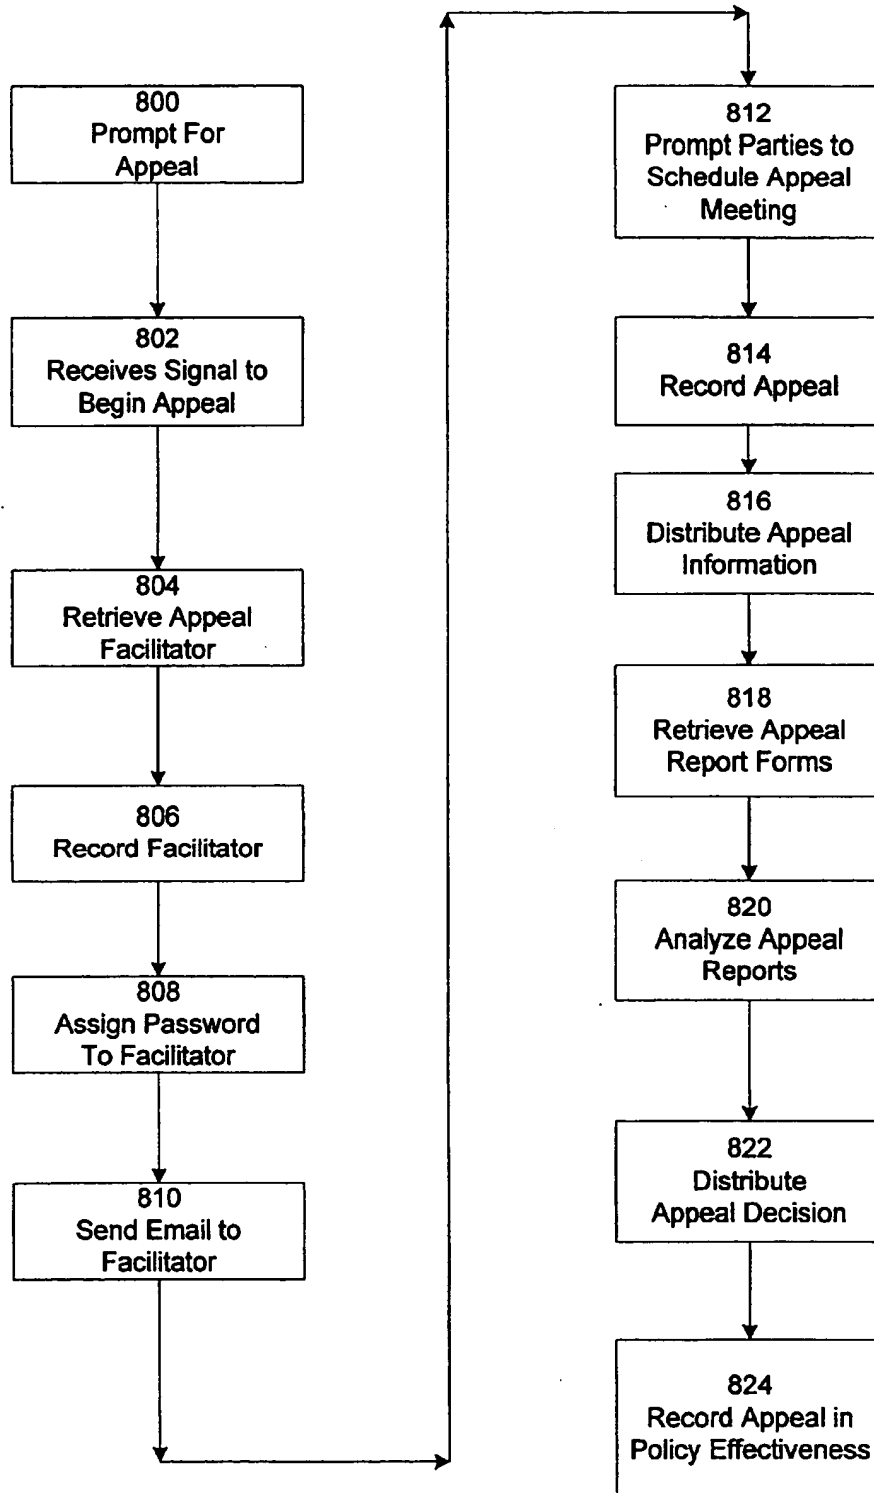 800
Prompt For
Appeal
802
Receives Signal to
Begin Appeal
804
Retrieve Appeal
Facilitator
806
Record Facilitator
808
Assign Password
To Facilitator
810
Send Email to
Facilitator
812
Prompt Parties to
Schedule Appeal
Meeting
814
Record Appeal
816
Distribute Appeal
Information
818
Retrieve Appeal
Report Forms
820
Analyze Appeal
Reports
822
Distribute
Appeal Decision
824
Record Appeal in
Policy Effectiveness